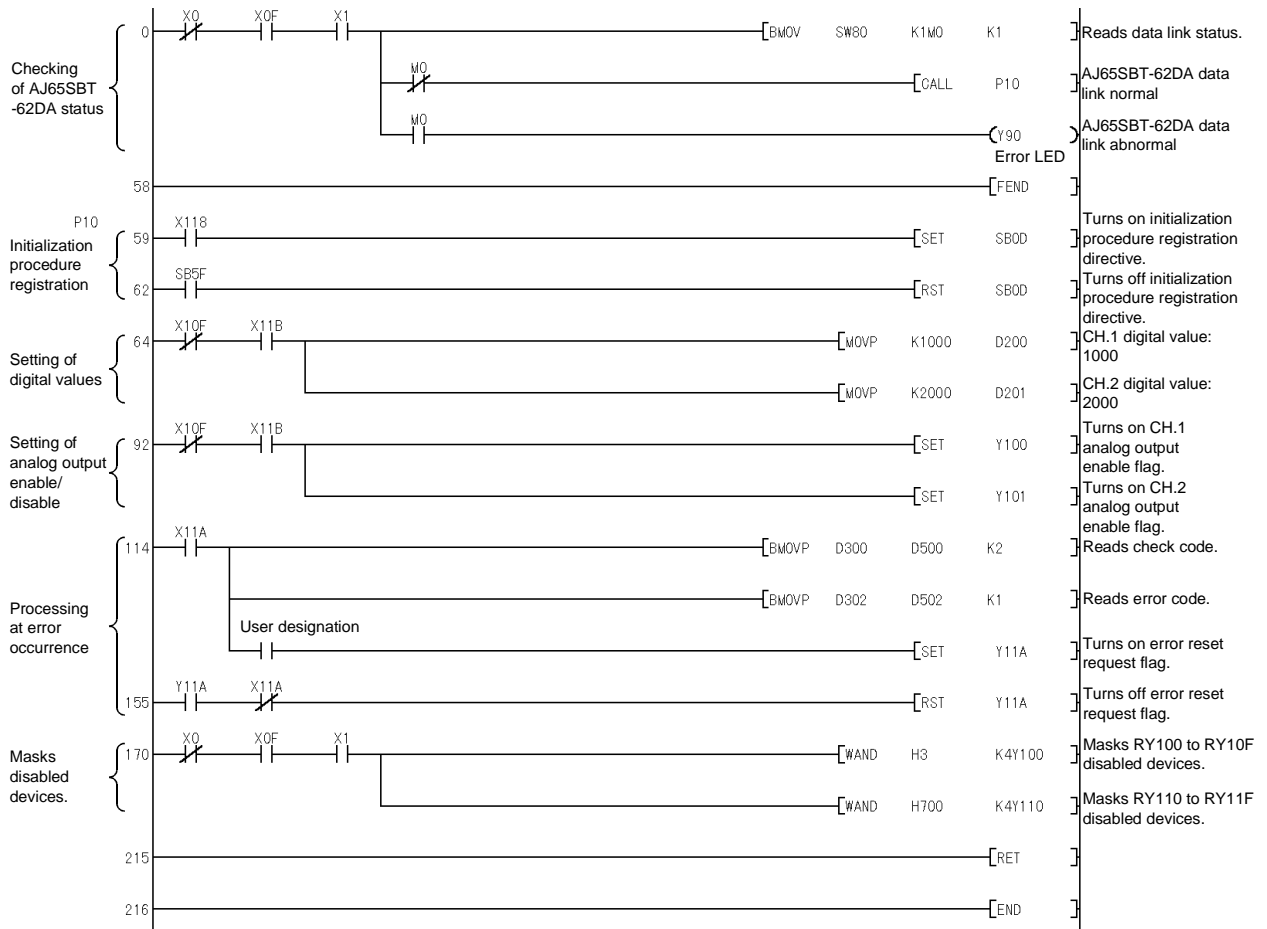 X0 X0F X1
0 BMOV SW80 K1M0 K1 Reads data link status.
Checking
of AJ65SBT
-62DA status
M0
CALL P10 AJ65SBT-62DA data
link normal
M0
Y90 AJ65SBT-62DA data
link abnormal
Error LED
58 FEND
P10
Initialization
procedure
registration
X118
59 SET SB0D Turns on initialization
procedure registration
directive.
SB5F
62 RST SB0D Turns off initialization
procedure registration
directive.
Setting of
digital values
X10F X11B
64 MOVP K1000 D200 CH.1 digital value:
1000
MOVP K2000 D201 CH.2 digital value:
2000
Setting of
analog output
enable/
disable
X10F X11B
92 SET Y100 Turns on CH.1
analog output
enable flag.
SET Y101 Turns on CH.2
analog output
enable flag.
Processing
at error
occurrence
X11A
114 BMOVP D300 D500 K2 Reads check code.
BMOVP D302 D502 K1 Reads error code.
User designation
SET Y11A Turns on error reset
request flag.
Y11A X11A
155 RST Y11A Turns off error reset
request flag.
Masks
disabled
devices.
X0 X0F X1
170 WAND H3 K4Y100 Masks RY100 to RY10F
disabled devices.
WAND H700 K4Y110 Masks RY110 to RY11F
disabled devices.
215 RET
216 END